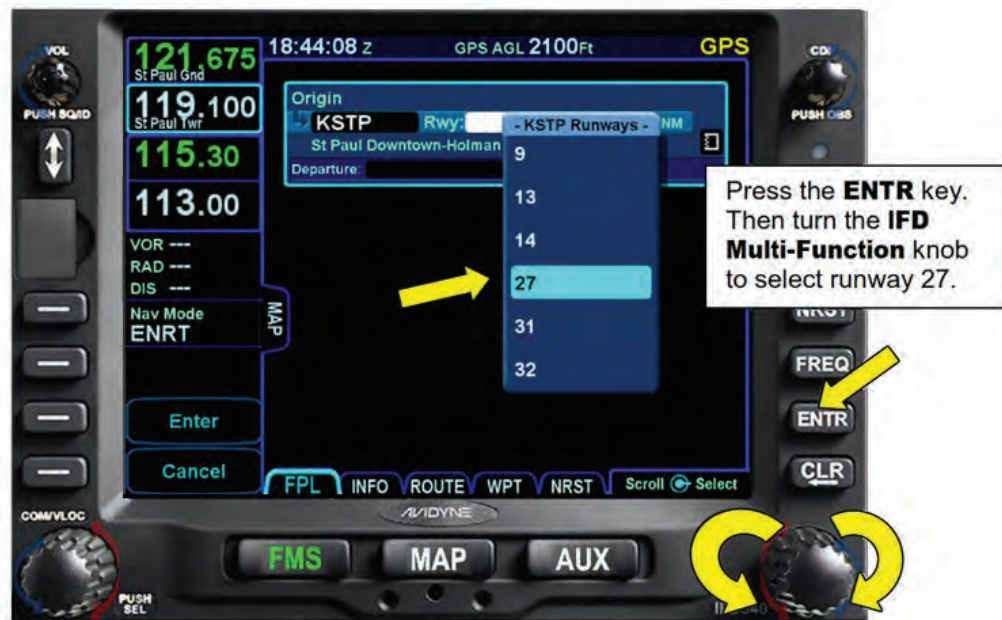 VOL
PUSH SQ/ID
121.675
St Paul Gnd
119.100
St Paul Twr
115.30
113.00
VOR ---
RAD ---
DIS ---
Nav Mode
ENRT
Enter
Cancel
18:44:08 Z GPS AGL 2100Ft GPS
MAP
Origin
KSTP Rwy: NM
St Paul Downtown-Holman
Departure:
- KSTP Runways -
9
13
14
27
31
32
FPL INFO ROUTE WPT NRST Scroll Select
CDI
PUSH OBS
Press the ENTR key.
Then turn the IFD
Multi-Function knob
to select runway 27.
NRST
FREQ
ENTR
CLR
COM/VLOC
PUSH
SEL
AVIDYNE
FMS MAP AUX